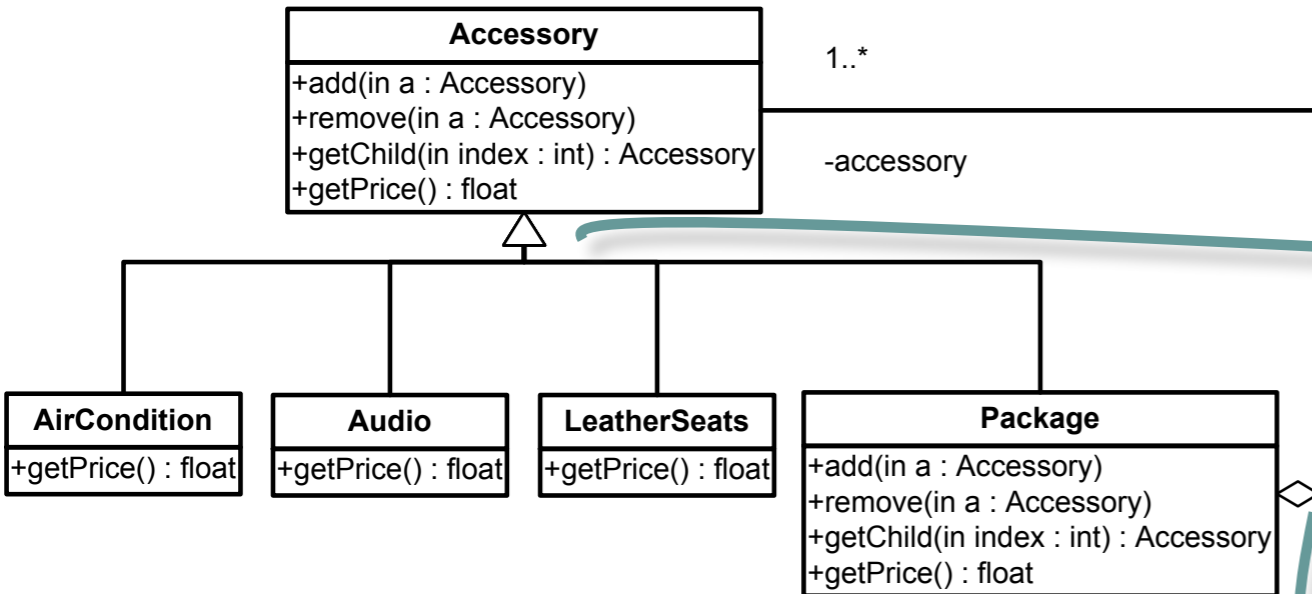 Accessory
+add(in a : Accessory)
+remove(in a : Accessory)
+getChild(in index : int) : Accessory
+getPrice() : float
1..*
-accessory
AirCondition
+getPrice() : float
Audio
+getPrice() : float
LeatherSeats
+getPrice() : float
Package
+add(in a : Accessory)
+remove(in a : Accessory)
+getChild(in index : int) : Accessory
+getPrice() : float